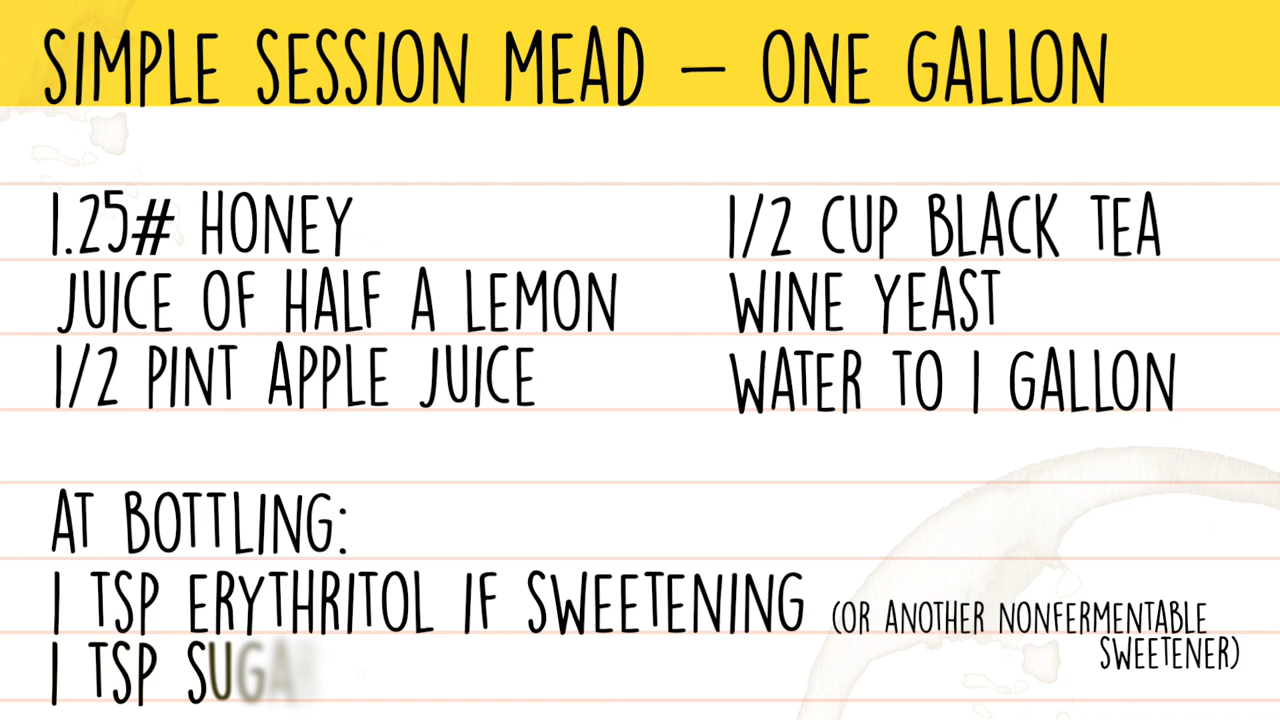 SIMPLE SESSION MEAD – ONE GALLON
1.25# HONEY
JUICE OF HALF A LEMON
1/2 PINT APPLE JUICE
1/2 CUP BLACK TEA
WINE YEAST
WATER TO 1 GALLON
AT BOTTLING:
1 TSP ERYTHRITOL IF SWEETENING (OR ANOTHER NONFERMENTABLE
SWEETENER)
1 TSP SUGA